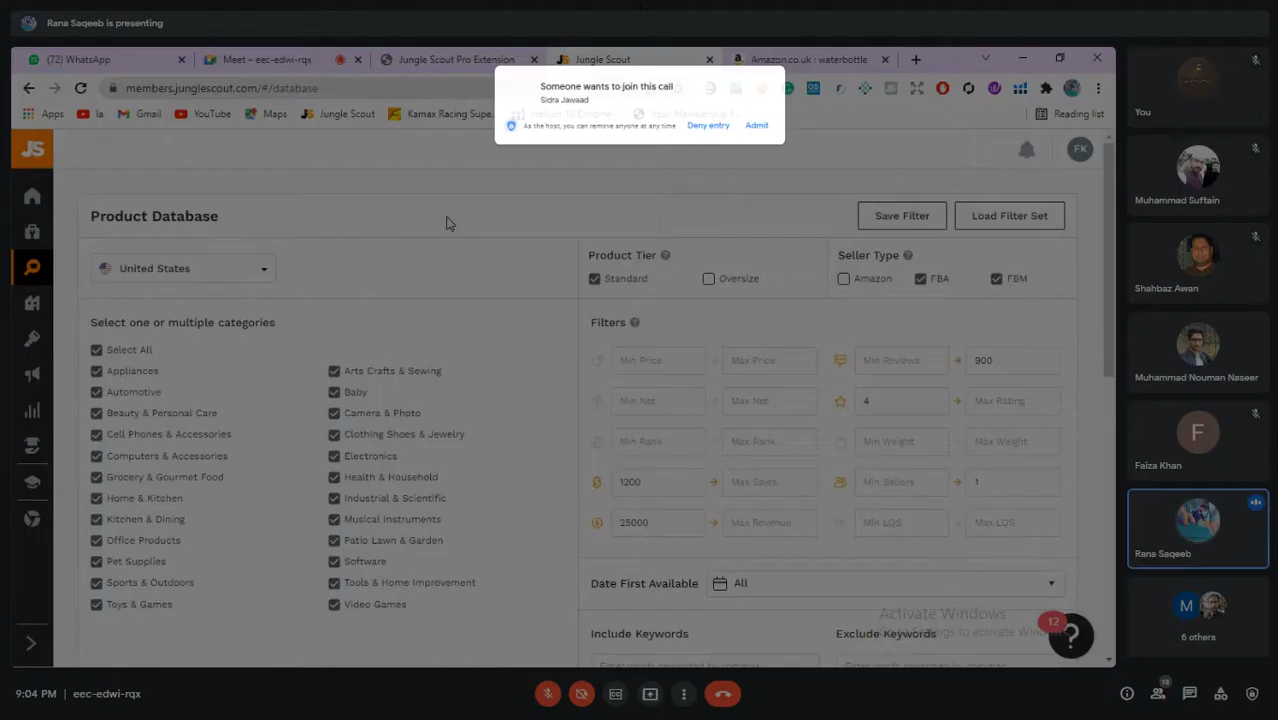 Rana Saqeeb is presenting
(72) WhatsApp
Meet – eec-edwi-rqx
Jungle Scout Pro Extension
Jungle Scout
Amazon.co.uk : waterbottle
members.junglescout.com/#/database
Apps
la
Gmail
YouTube
Maps
Jungle Scout
Kamax Racing Supe...
Reading list
Someone wants to join this call
Sidra Jawaad
As the host, you can remove anyone at any time
Deny entry
Admit
JS
FK
Product Database
Save Filter
Load Filter Set
United States
Product Tier
Standard
Oversize
Seller Type
Amazon
FBA
FBM
Select one or multiple categories
Select All
Appliances
Automotive
Beauty & Personal Care
Cell Phones & Accessories
Computers & Accessories
Grocery & Gourmet Food
Home & Kitchen
Kitchen & Dining
Office Products
Pet Supplies
Sports & Outdoors
Toys & Games
Arts Crafts & Sewing
Baby
Camera & Photo
Clothing Shoes & Jewelry
Electronics
Health & Household
Industrial & Scientific
Musical Instruments
Patio Lawn & Garden
Software
Tools & Home Improvement
Video Games
Filters
Min Price
Max Price
Min Reviews
900
Min Net
Max Net
4
Max Rating
Min Rank
Max Rank
Min Weight
Max Weight
1200
Max Sales
Min Sellers
1
25000
Max Revenue
Min LQS
Max LQS
Date First Available
All
Include Keywords
Exclude Keywords
Activate Windows
12
You
Muhammad Suftain
Shahbaz Awan
Muhammad Nouman Naseer
F
Faiza Khan
Rana Saqeeb
M
6 others
9:04 PM
eec-edwi-rqx
13